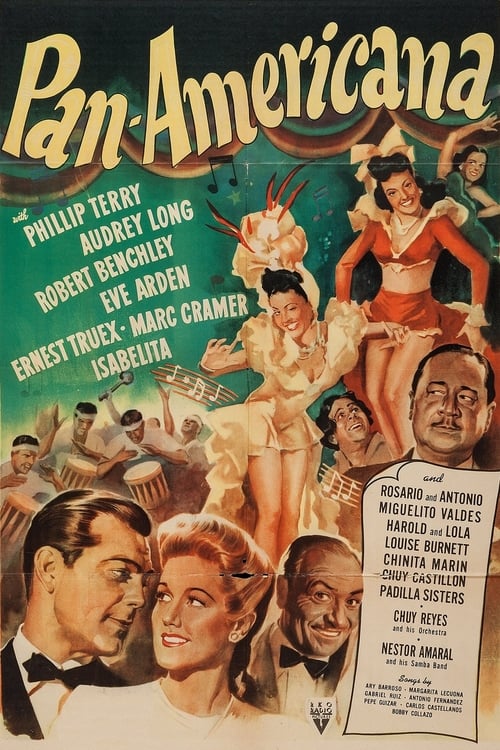 Pan-Americana
with PHILLIP TERRY
AUDREY LONG
ROBERT BENCHLEY
EVE ARDEN
ERNEST TRUEX · MARC CRAMER
ISABELITA
and
ROSARIO and ANTONIO
MIGUELITO VALDES
HAROLD and LOLA
LOUISE BURNETT
CHINITA MARIN
CHUY CASTILLON
PADILLA SISTERS
·
CHUY REYES
and his Orchestra
·
NESTOR AMARAL
and his Samba Band
Songs by
ARY BARROSO · MARGARITA LECUONA
GABRIEL RUIZ · ANTONIO FERNANDEZ
PEPE GUIZAR · CARLOS CASTELLANOS
BOBBY COLLAZO
RKO
RADIO
PICTURES